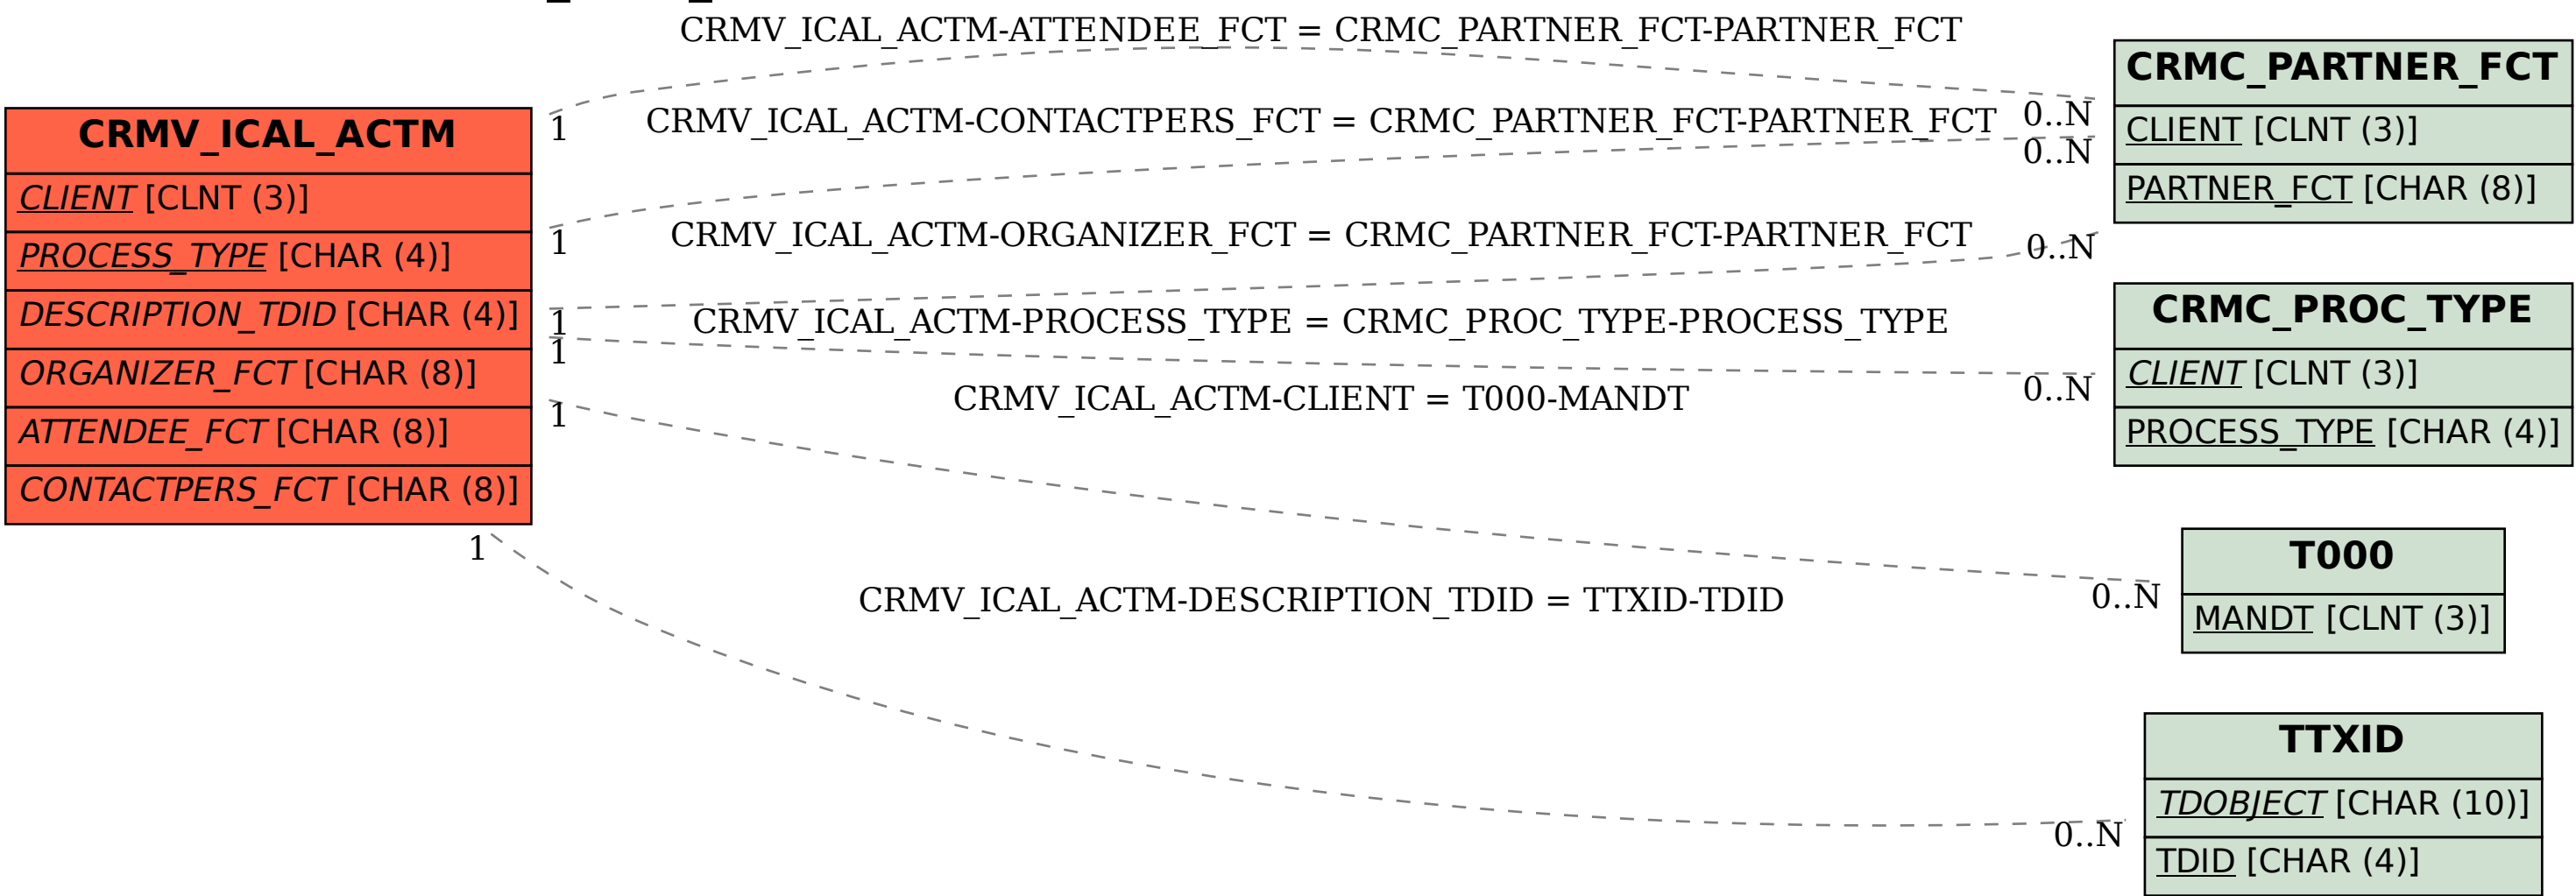 CRMV_ICAL_ACTM-ATTENDEE_FCT = CRMC_PARTNER_FCT-PARTNER_FCT
CRMV_ICAL_ACTM-CONTACTPERS_FCT = CRMC_PARTNER_FCT-PARTNER_FCT
CRMV_ICAL_ACTM-ORGANIZER_FCT = CRMC_PARTNER_FCT-PARTNER_FCT
CRMV_ICAL_ACTM-PROCESS_TYPE = CRMC_PROC_TYPE-PROCESS_TYPE
CRMV_ICAL_ACTM-CLIENT = T000-MANDT
CRMV_ICAL_ACTM-DESCRIPTION_TDID = TTXID-TDID
CRMV_ICAL_ACTM
CLIENT [CLNT (3)]
PROCESS_TYPE [CHAR (4)]
DESCRIPTION_TDID [CHAR (4)]
ORGANIZER_FCT [CHAR (8)]
ATTENDEE_FCT [CHAR (8)]
CONTACTPERS_FCT [CHAR (8)]
1
1
1
1
1
1
0..N
0..N
0..N
0..N
0..N
0..N
CRMC_PARTNER_FCT
CLIENT [CLNT (3)]
PARTNER_FCT [CHAR (8)]
CRMC_PROC_TYPE
CLIENT [CLNT (3)]
PROCESS_TYPE [CHAR (4)]
T000
MANDT [CLNT (3)]
TTXID
TDOBJECT [CHAR (10)]
TDID [CHAR (4)]